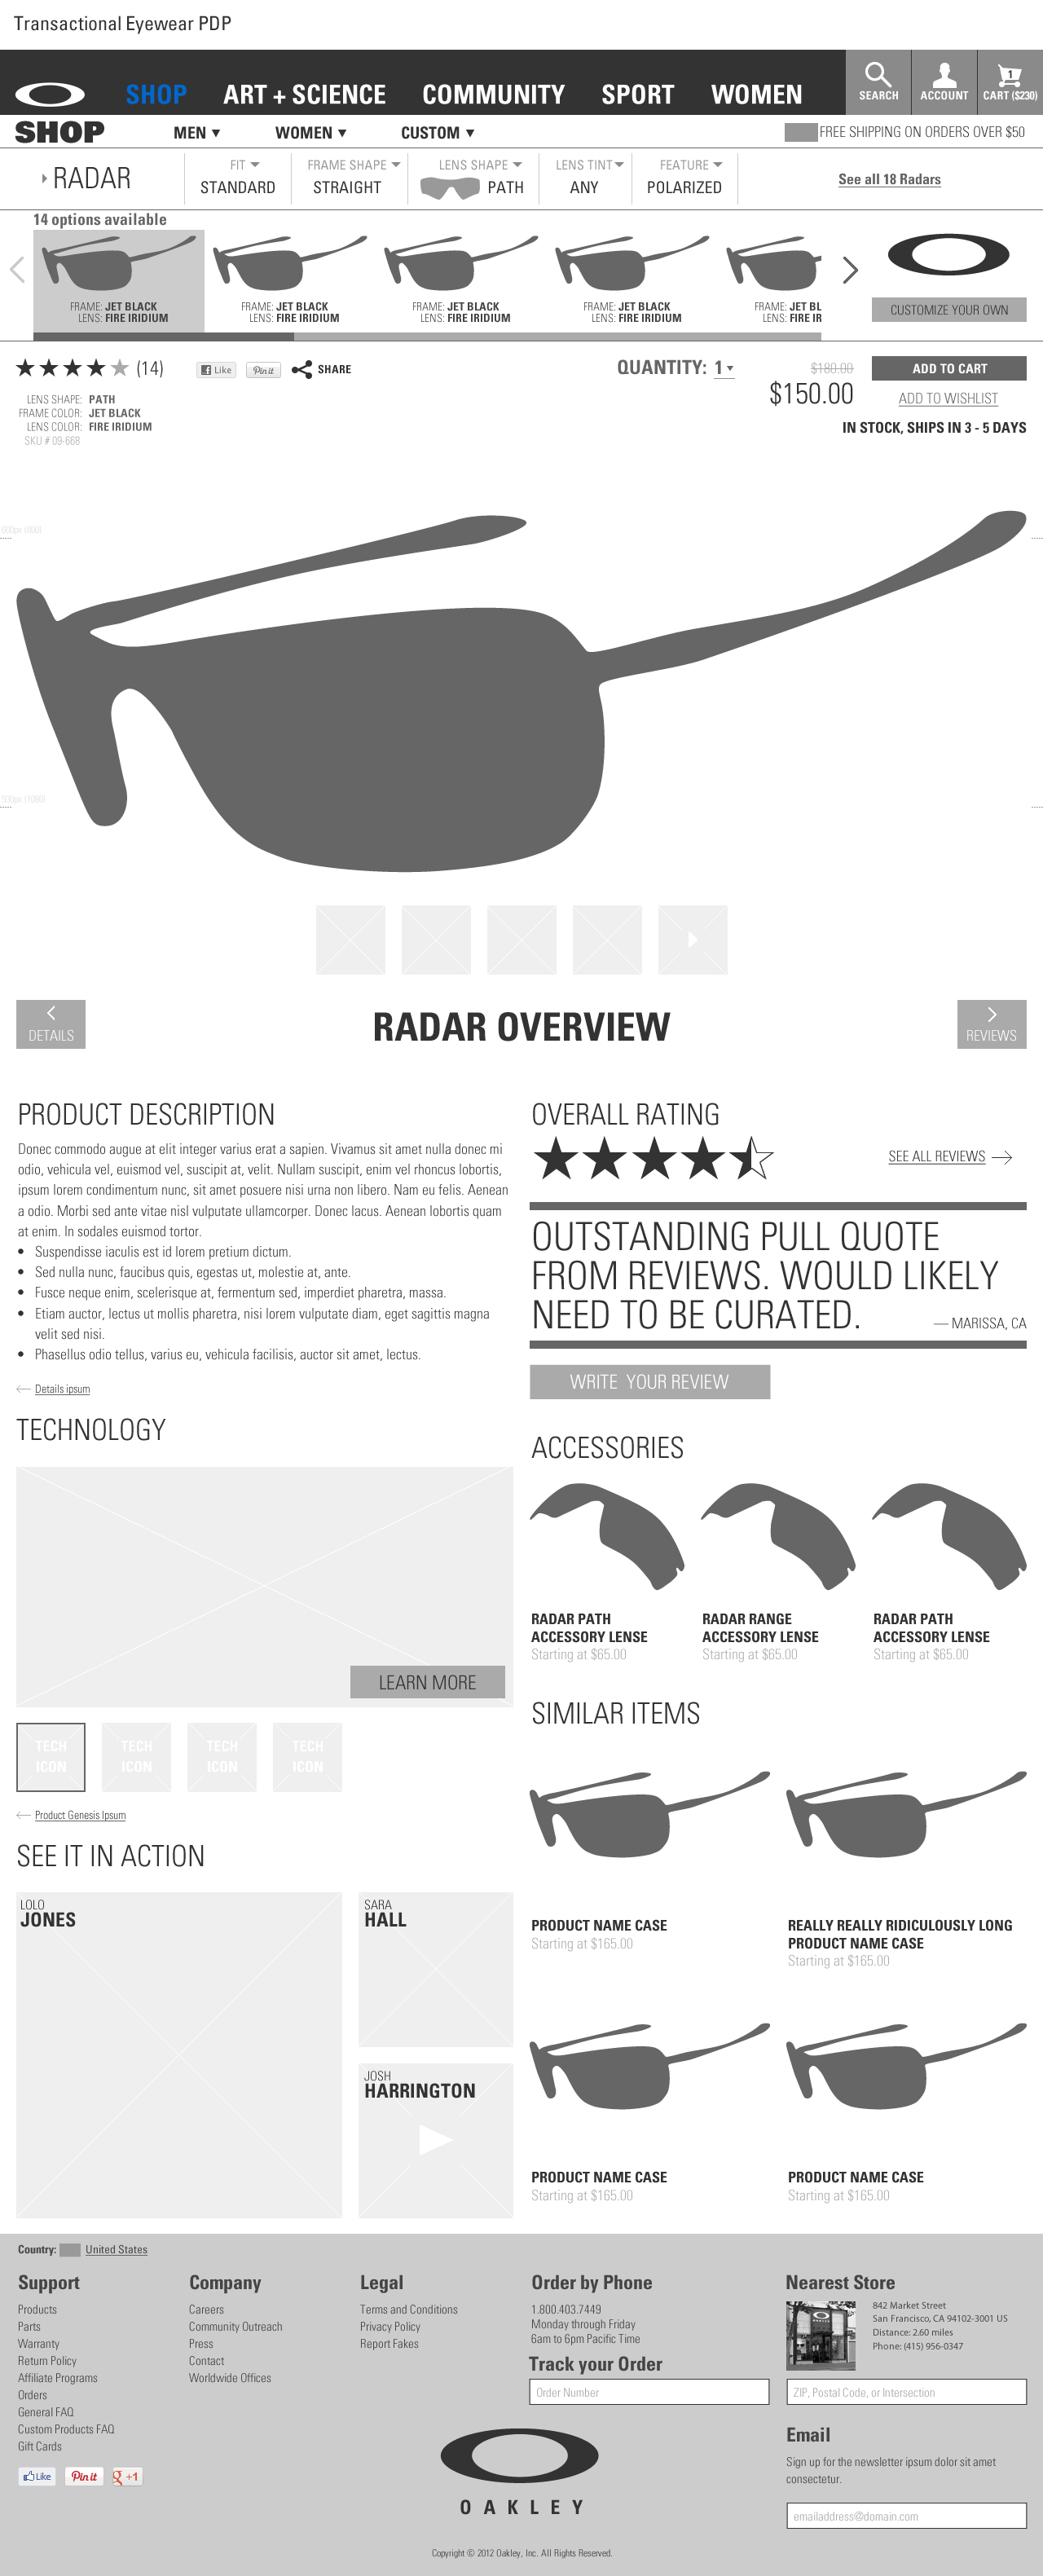 Transactional Eyewear PDP
SHOP ART + SCIENCE COMMUNITY SPORT WOMEN
SEARCH ACCOUNT 1 CART ($230)
SHOP MEN WOMEN CUSTOM
FREE SHIPPING ON ORDERS OVER $50
RADAR
FIT
STANDARD
FRAME SHAPE
STRAIGHT
LENS SHAPE
PATH
LENS TINT
ANY
FEATURE
POLARIZED
See all 18 Radars
14 options available
FRAME: JET BLACK
LENS: FIRE IRIDIUM
FRAME: JET BLACK
LENS: FIRE IRIDIUM
FRAME: JET BLACK
LENS: FIRE IRIDIUM
FRAME: JET BLACK
LENS: FIRE IRIDIUM
FRAME: JET BL
LENS: FIRE IR
CUSTOMIZE YOUR OWN
(14)
Like
Pin it
SHARE
QUANTITY: 1
$180.00
$150.00
ADD TO CART
ADD TO WISHLIST
LENS SHAPE: PATH
FRAME COLOR: JET BLACK
LENS COLOR: FIRE IRIDIUM
SKU # 09-668
IN STOCK, SHIPS IN 3 - 5 DAYS
DETAILS
RADAR OVERVIEW
REVIEWS
PRODUCT DESCRIPTION
Donec commodo augue at elit integer varius erat a sapien. Vivamus sit amet nulla donec mi
odio, vehicula vel, euismod vel, suscipit at, velit. Nullam suscipit, enim vel rhoncus lobortis,
ipsum lorem condimentum nunc, sit amet posuere nisi urna non libero. Nam eu felis. Aenean
a odio. Morbi sed ante vitae nisl vulputate ullamcorper. Donec lacus. Aenean lobortis quam
at enim. In sodales euismod tortor.
• Suspendisse iaculis est id lorem pretium dictum.
• Sed nulla nunc, faucibus quis, egestas ut, molestie at, ante.
• Fusce neque enim, scelerisque at, fermentum sed, imperdiet pharetra, massa.
• Etiam auctor, lectus ut mollis pharetra, nisi lorem vulputate diam, eget sagittis magna
velit sed nisi.
• Phasellus odio tellus, varius eu, vehicula facilisis, auctor sit amet, lectus.
Details ipsum
TECHNOLOGY
LEARN MORE
TECH
ICON
TECH
ICON
TECH
ICON
TECH
ICON
Product Genesis Ipsum
SEE IT IN ACTION
LOLO
JONES
SARA
HALL
JOSH
HARRINGTON
OVERALL RATING
SEE ALL REVIEWS
OUTSTANDING PULL QUOTE
FROM REVIEWS. WOULD LIKELY
NEED TO BE CURATED.
— MARISSA, CA
WRITE YOUR REVIEW
ACCESSORIES
RADAR PATH
ACCESSORY LENSE
Starting at $65.00
RADAR RANGE
ACCESSORY LENSE
Starting at $65.00
RADAR PATH
ACCESSORY LENSE
Starting at $65.00
SIMILAR ITEMS
PRODUCT NAME CASE
Starting at $165.00
REALLY REALLY RIDICULOUSLY LONG
PRODUCT NAME CASE
Starting at $165.00
PRODUCT NAME CASE
Starting at $165.00
PRODUCT NAME CASE
Starting at $165.00
Country: United States
Support
Products
Parts
Warranty
Return Policy
Affiliate Programs
Orders
General FAQ
Custom Products FAQ
Gift Cards
Like
Pin it
g +1
Company
Careers
Community Outreach
Press
Contact
Worldwide Offices
Legal
Terms and Conditions
Privacy Policy
Report Fakes
Order by Phone
1.800.403.7449
Monday through Friday
6am to 6pm Pacific Time
Track your Order
Order Number
Nearest Store
842 Market Street
San Francisco, CA 94102-3001 US
Distance: 2.60 miles
Phone: (415) 956-0347
ZIP, Postal Code, or Intersection
Email
Sign up for the newsletter ipsum dolor sit amet
consectetur.
emailaddress@domain.com
OAKLEY
Copyright © 2012 Oakley, Inc. All Rights Reserved.